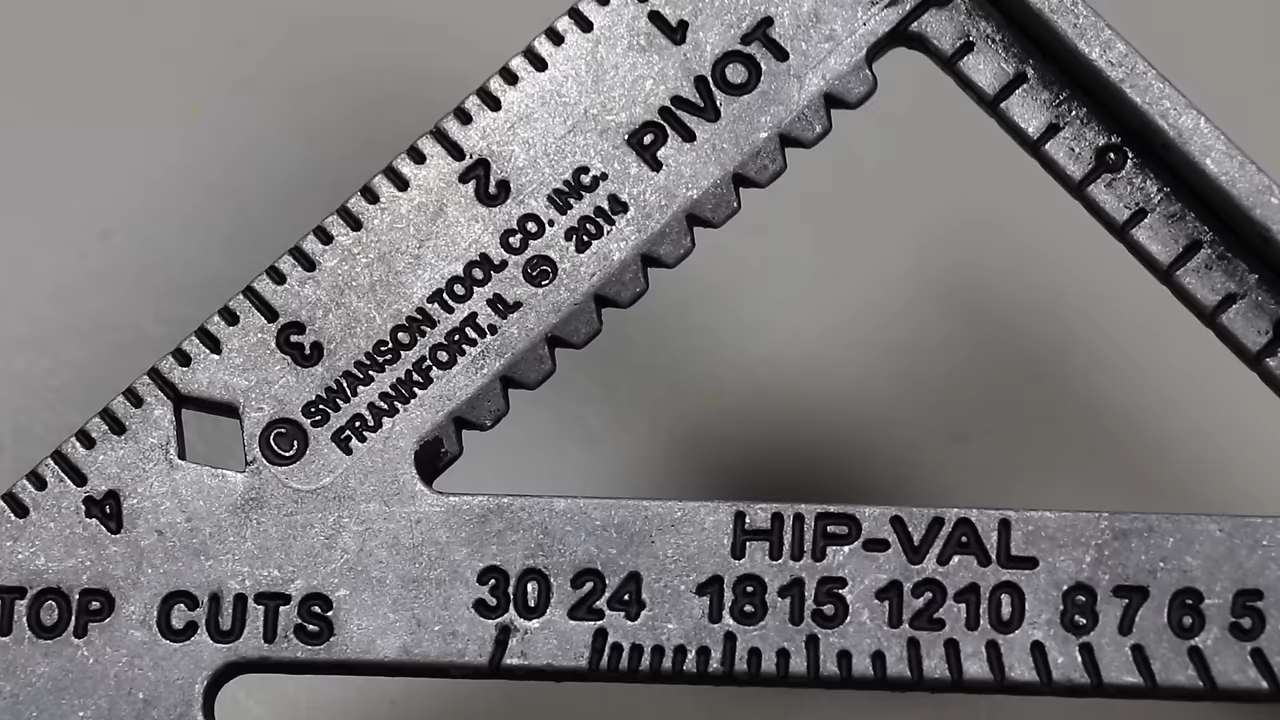 1
PIVOT
2
© SWANSON TOOL CO. INC.
FRANKFORT, IL Ⓢ 2014
3
4
TOP CUTS
HIP-VAL
30 24 18 15 12 10 8 7 6 5